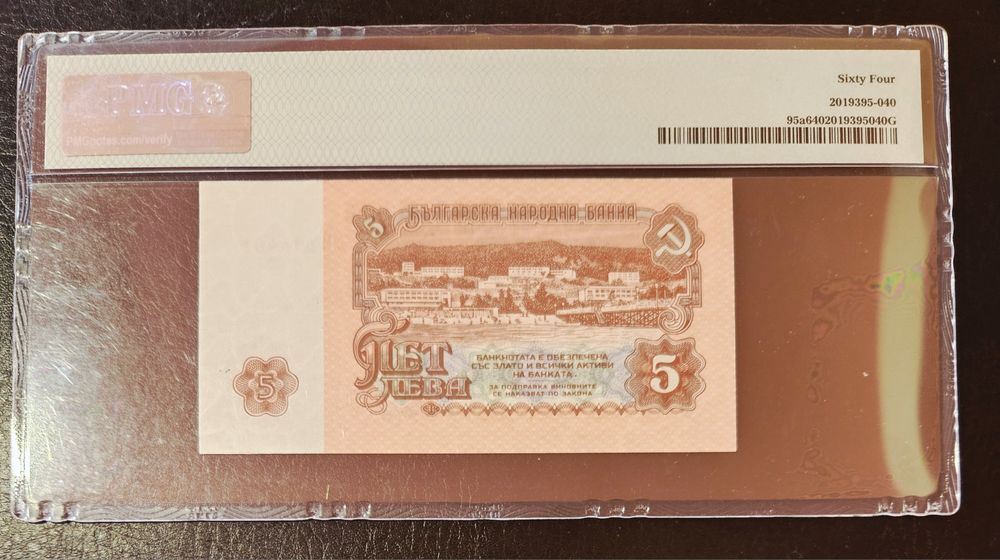 PMG
PMGnotes.com/verify
Sixty Four
2019395-040
95a6402019395040G
5
БЪЛГАРСКА НАРОДНА БАНКА
ПЕТ
ЛЕВА
БАНКНОТАТА Е ОБЕЗПЕЧЕНА
СЪС ЗЛАТО И ВСИЧКИ АКТИВИ
НА БАНКАТА.
ЗА ПОДПРАВКА ВИНОВНИТЕ
СЕ НАКАЗВАТ ПО ЗАКОНА
5
5